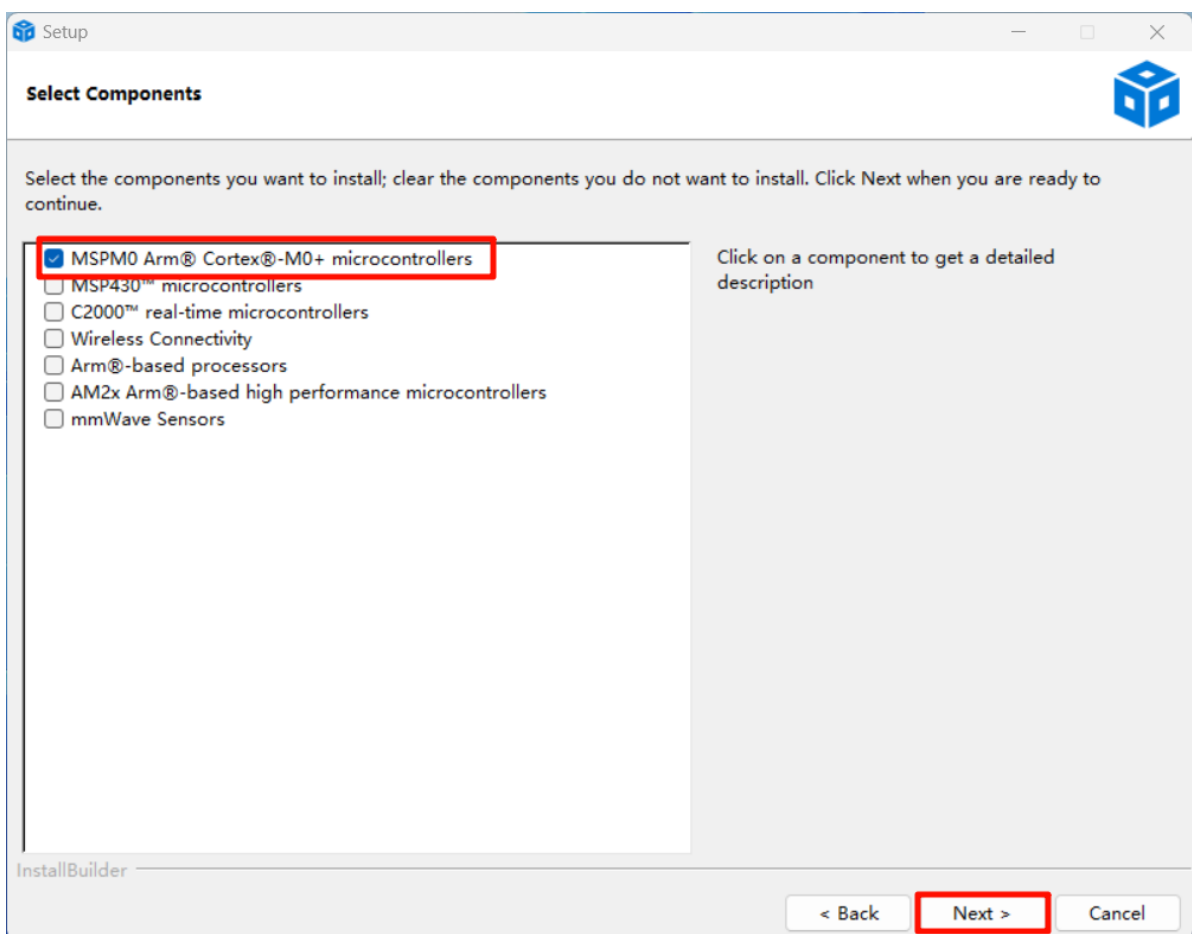 Setup
Select Components
Select the components you want to install; clear the components you do not want to install. Click Next when you are ready to
continue.
MSPM0 Arm® Cortex®-M0+ microcontrollers
MSP430™ microcontrollers
C2000™ real-time microcontrollers
Wireless Connectivity
Arm®-based processors
AM2x Arm®-based high performance microcontrollers
mmWave Sensors
Click on a component to get a detailed
description
InstallBuilder
< Back
Next >
Cancel